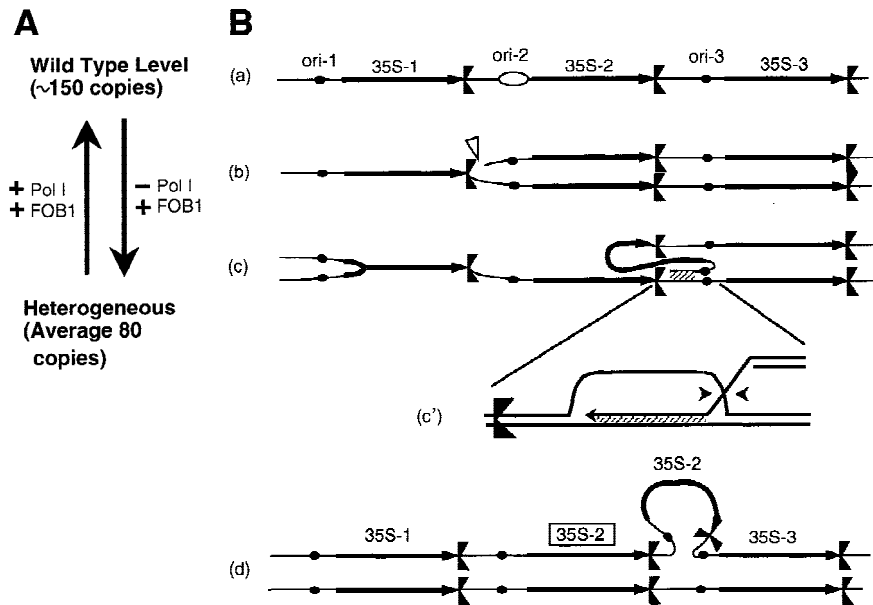 A
Wild Type Level
(~150 copies)
+ Pol I
+ FOB1
− Pol I
+ FOB1
Heterogeneous
(Average 80
copies)
B
(a)
ori-1
35S-1
ori-2
35S-2
ori-3
35S-3
(b)
(c)
(c')
35S-2
(d)
35S-1
35S-2
35S-3